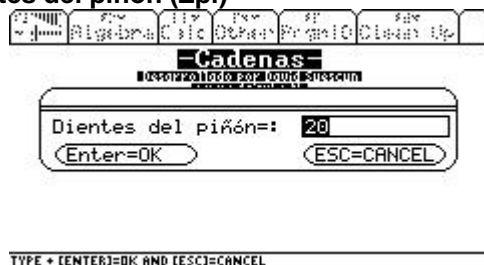 tes del piñón (Zp.)
Algebra Calc Other PrgmIO Clean Up
—Cadenas—
Desarrollado por David Suescun
Dientes del piñón=: 20
Enter=OK ESC=CANCEL
TYPE + [ENTER]=OK AND [ESC]=CANCEL